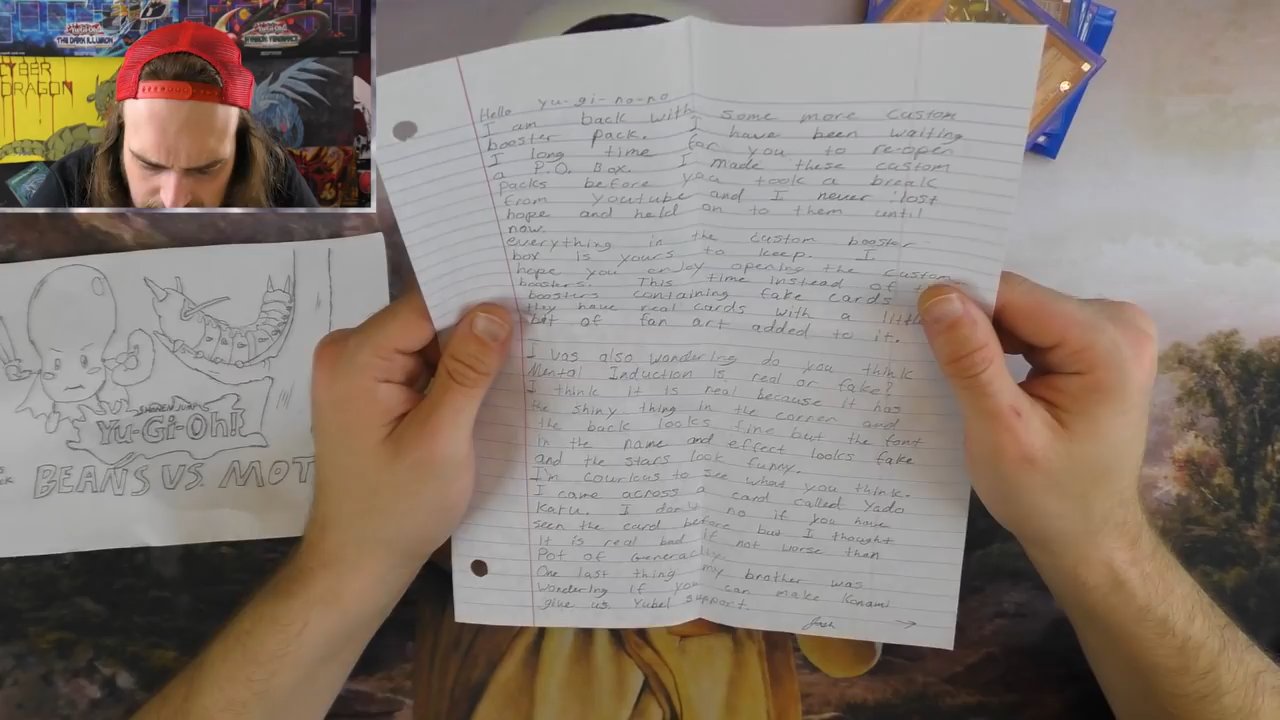 THE DARK ILLUSION
CYBER
DRAGON
Hello yu-gi-no-no
I am back with some more custom
booster pack. I have been waiting
I long time for you to re-open
a P.O. Box. I made these custom
packs before you took a break
from youtube and I never lost
hope and held on to them until
now.
everything in the custom booster
box is yours to keep. I
hope you enjoy opening the custom
boosters. This time instead of
boosters containing fake cards
they have real cards with a little
bit of fan art added to it.
I was also wondering do you think
Mental Induction is real or fake?
I think it is real because it has
the shiny thing in the corner and
the back looks fine but the font
in the name and effect looks fake
and the stars look funny.
I'm courious to see what you think.
I came across a card called Yado
Karu. I don't no if you have
seen the card before but I thought
it is real bad if not worse than
Pot of Generacity
One last thing my brother was
wondering if you can make Konami
give us Yubel support
Josh →
SHONEN JUMP
Yu-Gi-Oh!
BEANS VS MOT